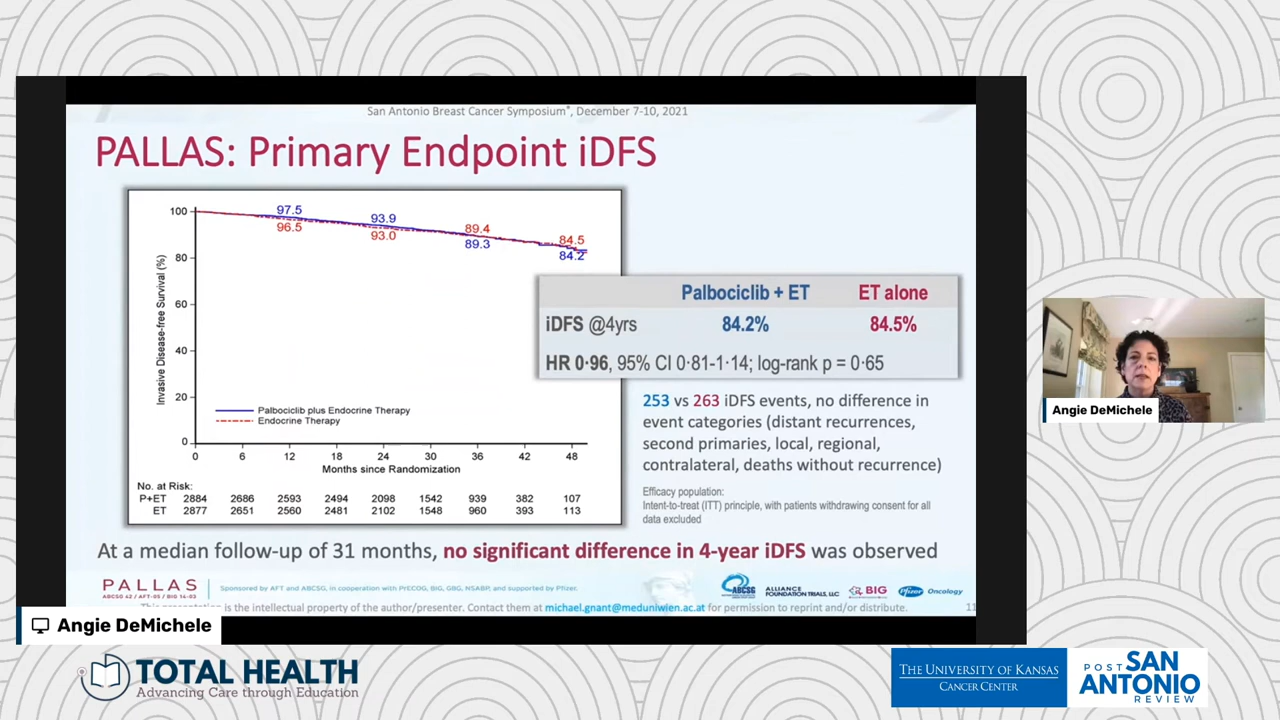 San Antonio Breast Cancer Symposium®, December 7-10, 2021
PALLAS: Primary Endpoint iDFS
Invasive Disease-free Survival (%)
100
80
60
40
20
0
97.5
96.5
93.9
93.0
89.4
89.3
84.5
84.2
Palbociclib plus Endocrine Therapy
Endocrine Therapy
0 6 12 18 24 30 36 42 48
Months since Randomization
No. at Risk:
P+ET 2884 2686 2593 2494 2098 1542 939 382 107
ET 2877 2651 2560 2481 2102 1548 960 393 113
Palbociclib + ET ET alone
iDFS @4yrs 84.2% 84.5%
HR 0·96, 95% CI 0·81-1·14; log-rank p = 0·65
253 vs 263 iDFS events, no difference in
event categories (distant recurrences,
second primaries, local, regional,
contralateral, deaths without recurrence)
Efficacy population:
Intent-to-treat (ITT) principle, with patients withdrawing consent for all
data excluded
At a median follow-up of 31 months, no significant difference in 4-year iDFS was observed
PALLAS
ABCSG 42 / AFT-05 / BIG 14-03
Sponsored by AFT and ABCSG, in cooperation with PrECOG, BIG, GBG, NSABP, and supported by Pfizer.
ABCSG
ALLIANCE
FOUNDATION TRIALS, LLC
BIG
Pfizer Oncology
This presentation is the intellectual property of the author/presenter. Contact them at michael.gnant@meduniwien.ac.at for permission to reprint and/or distribute.
11
Angie DeMichele
Angie DeMichele
TOTAL HEALTH
Advancing Care through Education
THE UNIVERSITY OF KANSAS
CANCER CENTER
POST
SAN
ANTONIO
REVIEW